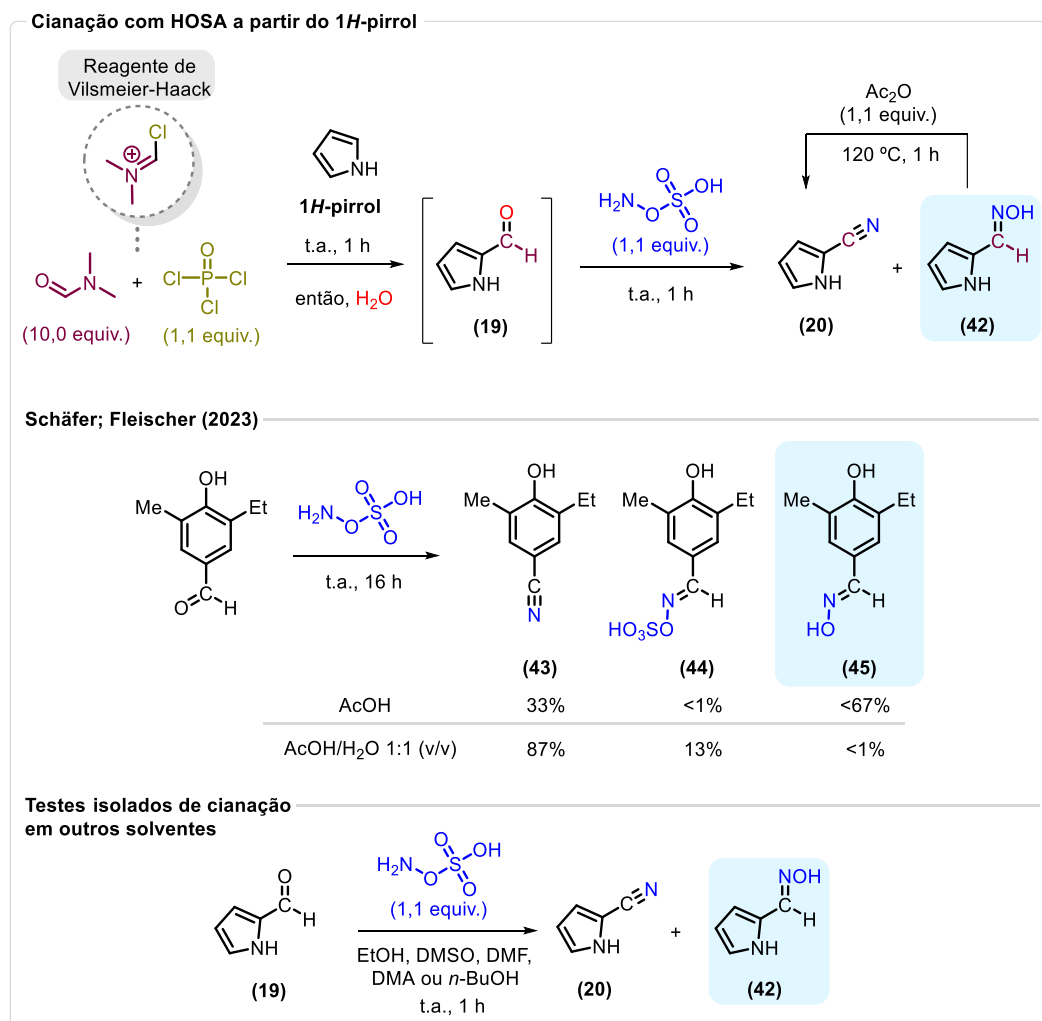 Cianação com HOSA a partir do 1H-pirrol
Reagente de
Vilsmeier-Haack
Cl
N
O
N
(10,0 equiv.)
+
O
Cl P Cl
Cl
(1,1 equiv.)
NH
1H-pirrol
t.a., 1 h
então, H2O
O
C
H
NH
(19)
H2N
O
S
O
O
OH
(1,1 equiv.)
t.a., 1 h
Ac2O
(1,1 equiv.)
120 ºC, 1 h
C
N
NH
(20)
+
NOH
C
H
NH
(42)
Schäfer; Fleischer (2023)
OH
Me
Et
C
O
H
H2N
O
S
O
O
OH
t.a., 16 h
OH
Me
Et
C
N
(43)
OH
Me
Et
N
C
H
HO3SO
(44)
OH
Me
Et
N
C
H
HO
(45)
AcOH 33% <1% <67%
AcOH/H2O 1:1 (v/v) 87% 13% <1%
Testes isolados de cianação
em outros solventes
O
C
H
NH
(19)
H2N
O
S
O
O
OH
(1,1 equiv.)
EtOH, DMSO, DMF,
DMA ou n-BuOH
t.a., 1 h
C
N
NH
(20)
+
NOH
C
H
NH
(42)